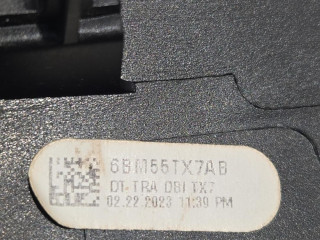 6BM55TX7AB
DT-TRA DBI TX7
02.22.2023 11:39 PM